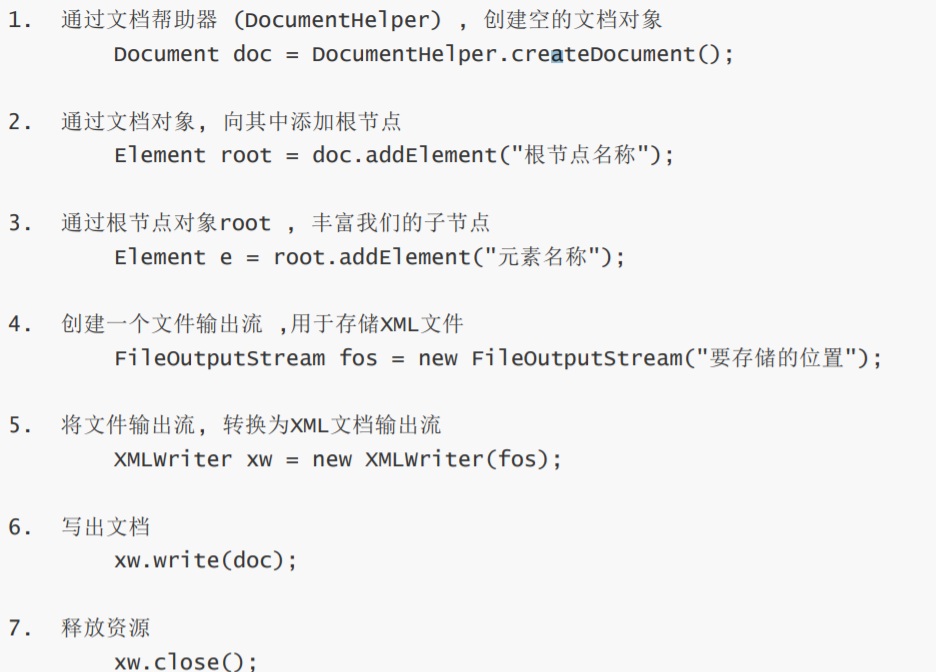 1. 通过文档帮助器 (DocumentHelper) , 创建空的文档对象
Document doc = DocumentHelper.createDocument();
2. 通过文档对象, 向其中添加根节点
Element root = doc.addElement("根节点名称");
3. 通过根节点对象root , 丰富我们的子节点
Element e = root.addElement("元素名称");
4. 创建一个文件输出流 ,用于存储XML文件
FileOutputStream fos = new FileOutputStream("要存储的位置");
5. 将文件输出流, 转换为XML文档输出流
XMLWriter xw = new XMLWriter(fos);
6. 写出文档
xw.write(doc);
7. 释放资源
xw.close();